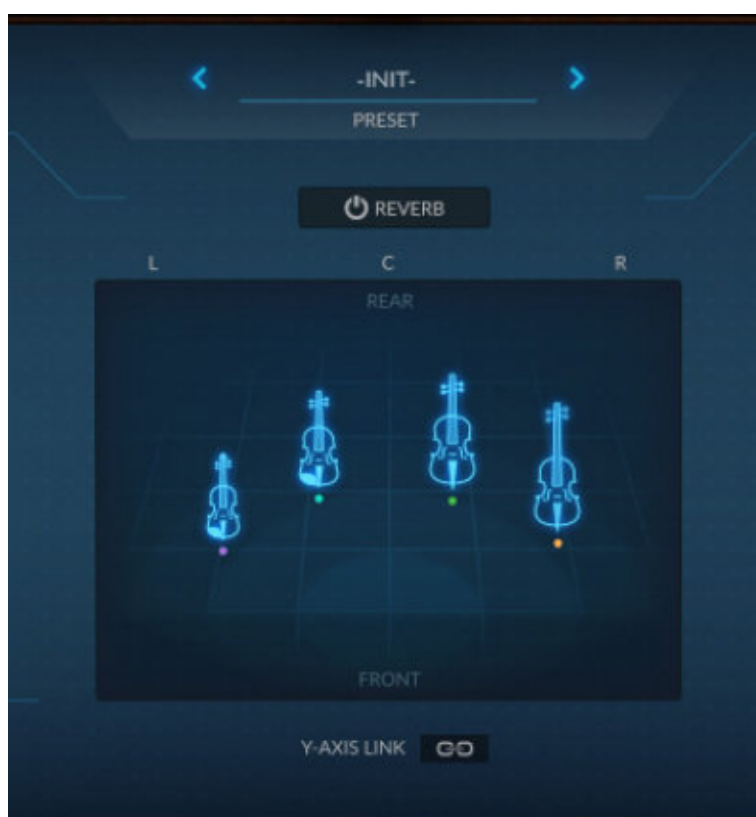 -INIT-
PRESET
REVERB
L C R
REAR
FRONT
Y-AXIS LINK